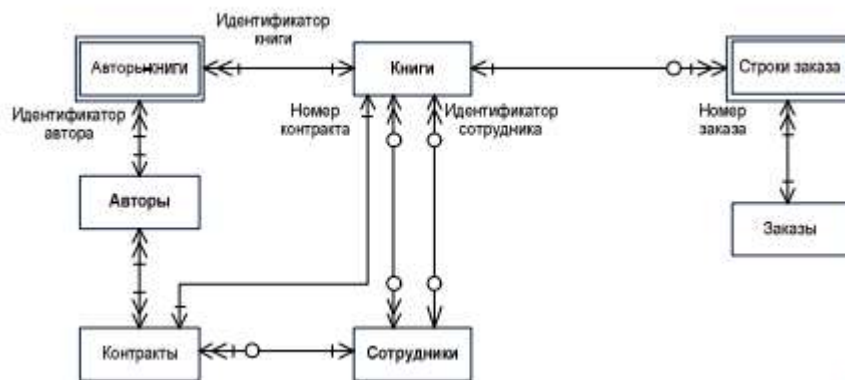 Идентификатор
книги
Авторы книги
Книги
Строки заказа
Идентификатор
автора
Номер
контракта
Идентификатор
сотрудника
Номер
заказа
Авторы
Заказы
Контракты
Сотрудники